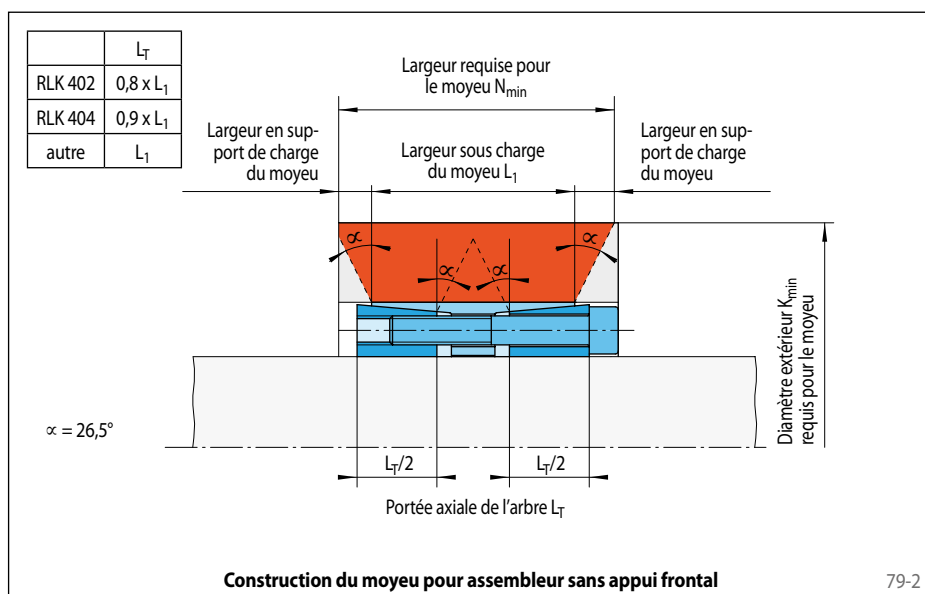 L_T
RLK 402 0,8 x L_1
RLK 404 0,9 x L_1
autre L_1
Largeur requise pour
le moyeu N_min
Largeur en sup-
port de charge
du moyeu
Largeur sous charge
du moyeu L_1
Largeur en sup-
port de charge
du moyeu
∝
∝
∝
∝
Diamètre extérieur K_min
requis pour le moyeu
∝ = 26,5°
L_T/2
L_T/2
Portée axiale de l'arbre L_T
Construction du moyeu pour assembleur sans appui frontal
79-2